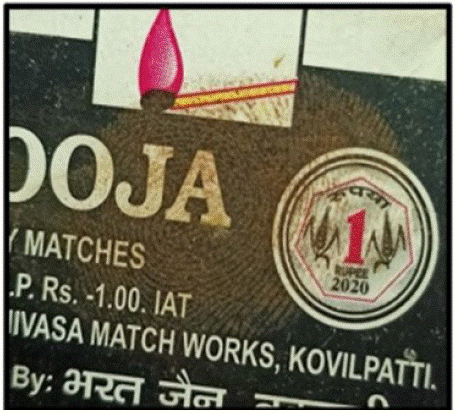 OOJA
Y MATCHES
.P. Rs. -1.00. IAT
IVASA MATCH WORKS, KOVILPATTI.
By: भरत जैन
रुपया
1
RUPEE
2020